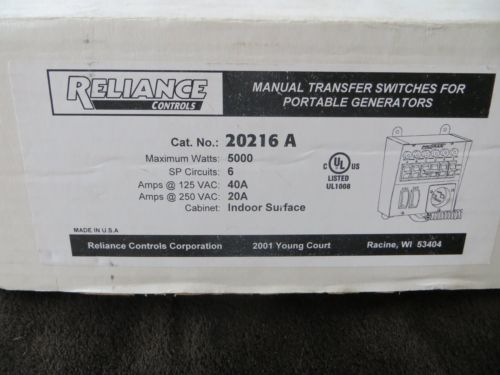 RELIANCE
CONTROLS
MANUAL TRANSFER SWITCHES FOR
PORTABLE GENERATORS
Cat. No.: 20216 A
Maximum Watts: 5000
SP Circuits: 6
Amps @ 125 VAC: 40A
Amps @ 250 VAC: 20A
Cabinet: Indoor Surface
C UL US
LISTED
UL1008
MADE IN U.S.A
Reliance Controls Corporation 2001 Young Court Racine, WI 53404